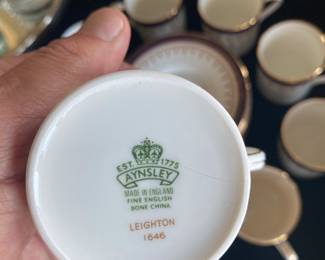 EST. 1775
AYNSLEY
MADE IN ENGLAND
FINE ENGLISH
BONE CHINA
LEIGHTON
1646